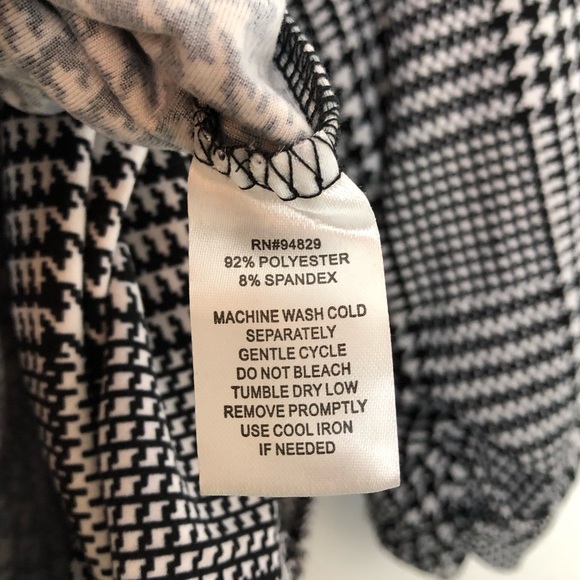 RN#94829
92% POLYESTER
8% SPANDEX
MACHINE WASH COLD
SEPARATELY
GENTLE CYCLE
DO NOT BLEACH
TUMBLE DRY LOW
REMOVE PROMPTLY
USE COOL IRON
IF NEEDED